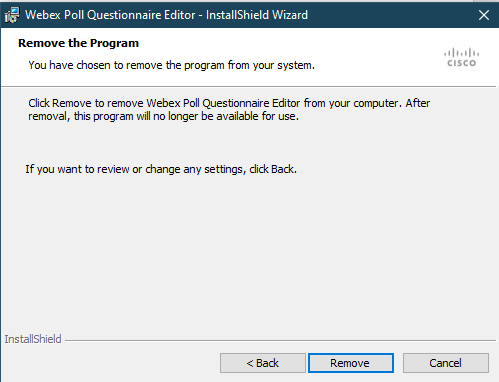 Webex Poll Questionnaire Editor - InstallShield Wizard
Remove the Program
You have chosen to remove the program from your system.
CISCO
Click Remove to remove Webex Poll Questionnaire Editor from your computer. After
removal, this program will no longer be available for use.
If you want to review or change any settings, click Back.
InstallShield
< Back
Remove
Cancel